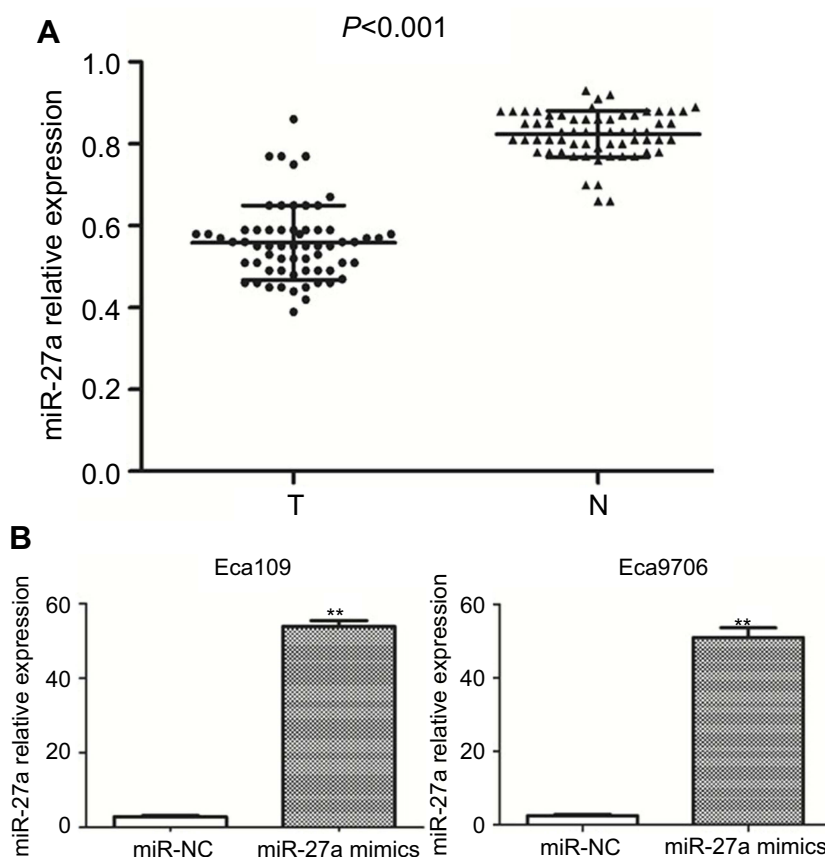 A
P<0.001
miR-27a relative expression
1.0
0.8
0.6
0.4
0.2
0.0
T
N
B
Eca109
miR-27a relative expression
60
40
20
0
**
miR-NC
miR-27a mimics
Eca9706
miR-27a relative expression
60
40
20
0
**
miR-NC
miR-27a mimics